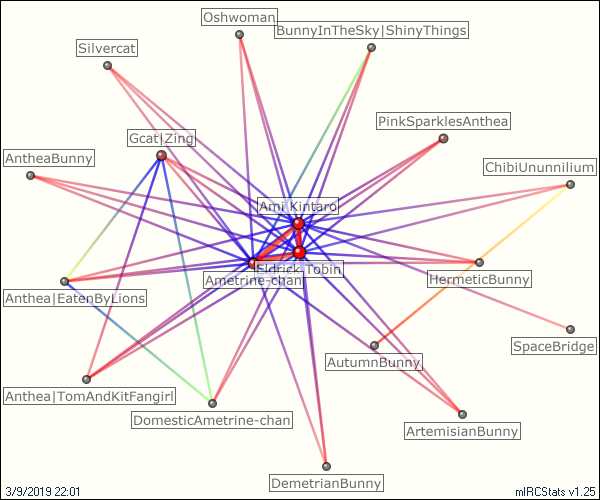 Oshwoman
BunnyInTheSky|ShinyThings
Silvercat
PinkSparklesAnthea
Gcat|Zing
AntheaBunny
ChibiUnunnilium
Ami Kintaro
Eldrick Tobin
Ametrine-chan
HermeticBunny
Anthea|EatenByLions
SpaceBridge
AutumnBunny
Anthea|TomAndKitFangirl
DomesticAmetrine-chan
ArtemisianBunny
DemetrianBunny
3/9/2019 22:01
mIRCStats v1.25